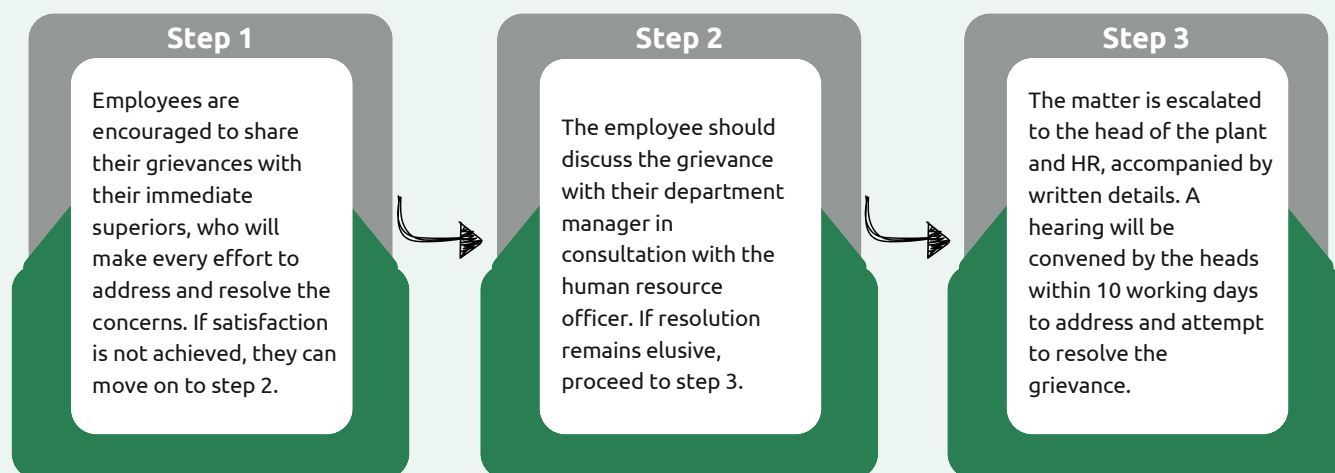 Step 1
Employees are
encouraged to share
their grievances with
their immediate
superiors, who will
make every effort to
address and resolve the
concerns. If satisfaction
is not achieved, they can
move on to step 2.
Step 2
The employee should
discuss the grievance
with their department
manager in
consultation with the
human resource
officer. If resolution
remains elusive,
proceed to step 3.
Step 3
The matter is escalated
to the head of the plant
and HR, accompanied by
written details. A
hearing will be
convened by the heads
within 10 working days
to address and attempt
to resolve the
grievance.